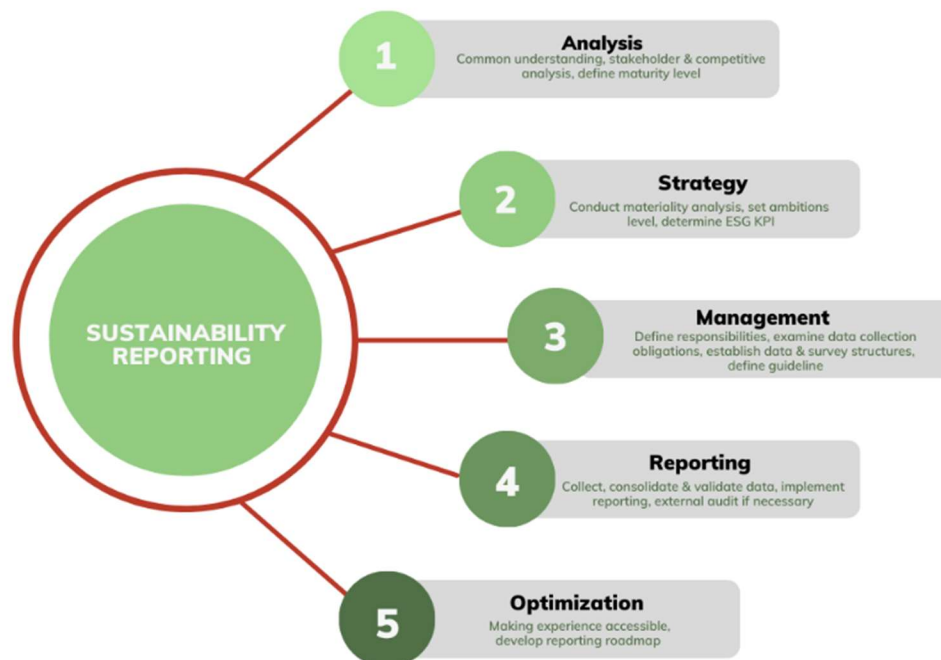 SUSTAINABILITY
REPORTING
1
Analysis
Common understanding, stakeholder & competitive
analysis, define maturity level
2
Strategy
Conduct materiality analysis, set ambitions
level, determine ESG KPI
3
Management
Define responsibilities, examine data collection
obligations, establish data & survey structures,
define guideline
4
Reporting
Collect, consolidate & validate data, implement
reporting, external audit if necessary
5
Optimization
Making experience accessible,
develop reporting roadmap